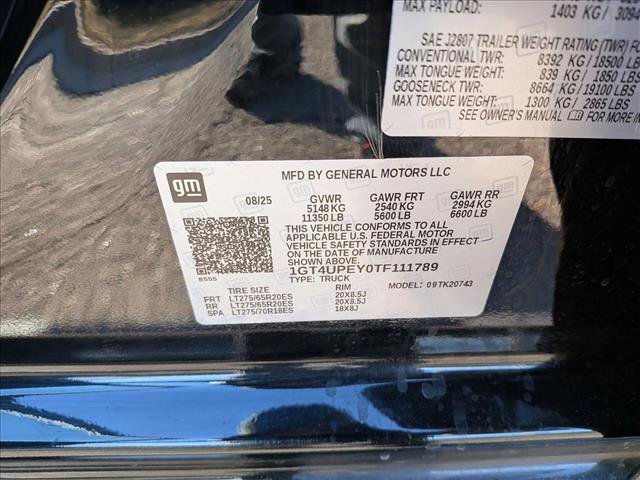 MAX PAYLOAD:
1403 KG / 309
SAE J2807 TRAILER WEIGHT RATING (TWR)
CONVENTIONAL TWR: 8392 KG / 18500 LB
MAX TONGUE WEIGHT: 839 KG / 1850 LBS
GOOSENECK TWR: 8664 KG / 19100 LBS
MAX TONGUE WEIGHT: 1300 KG / 2865 LBS
SEE OWNER'S MANUAL FOR MORE INFO
gm
MFD BY GENERAL MOTORS LLC
08/25 GVWR GAWR FRT GAWR RR
5148 KG 2540 KG 2994 KG
11350 LB 5600 LB 6600 LB
THIS VEHICLE CONFORMS TO ALL
APPLICABLE U.S. FEDERAL MOTOR
VEHICLE SAFETY STANDARDS IN EFFECT
ON THE DATE OF MANUFACTURE SHOWN ABOVE.
1GT4UPEY0TF111789
8555 TYPE: TRUCK MODEL: 09TK20743
TIRE SIZE RIM
FRT LT275/65R20ES 20X8.5J
RR LT275/65R20ES 20X8.5J
SPA LT275/70R18ES 18X8J